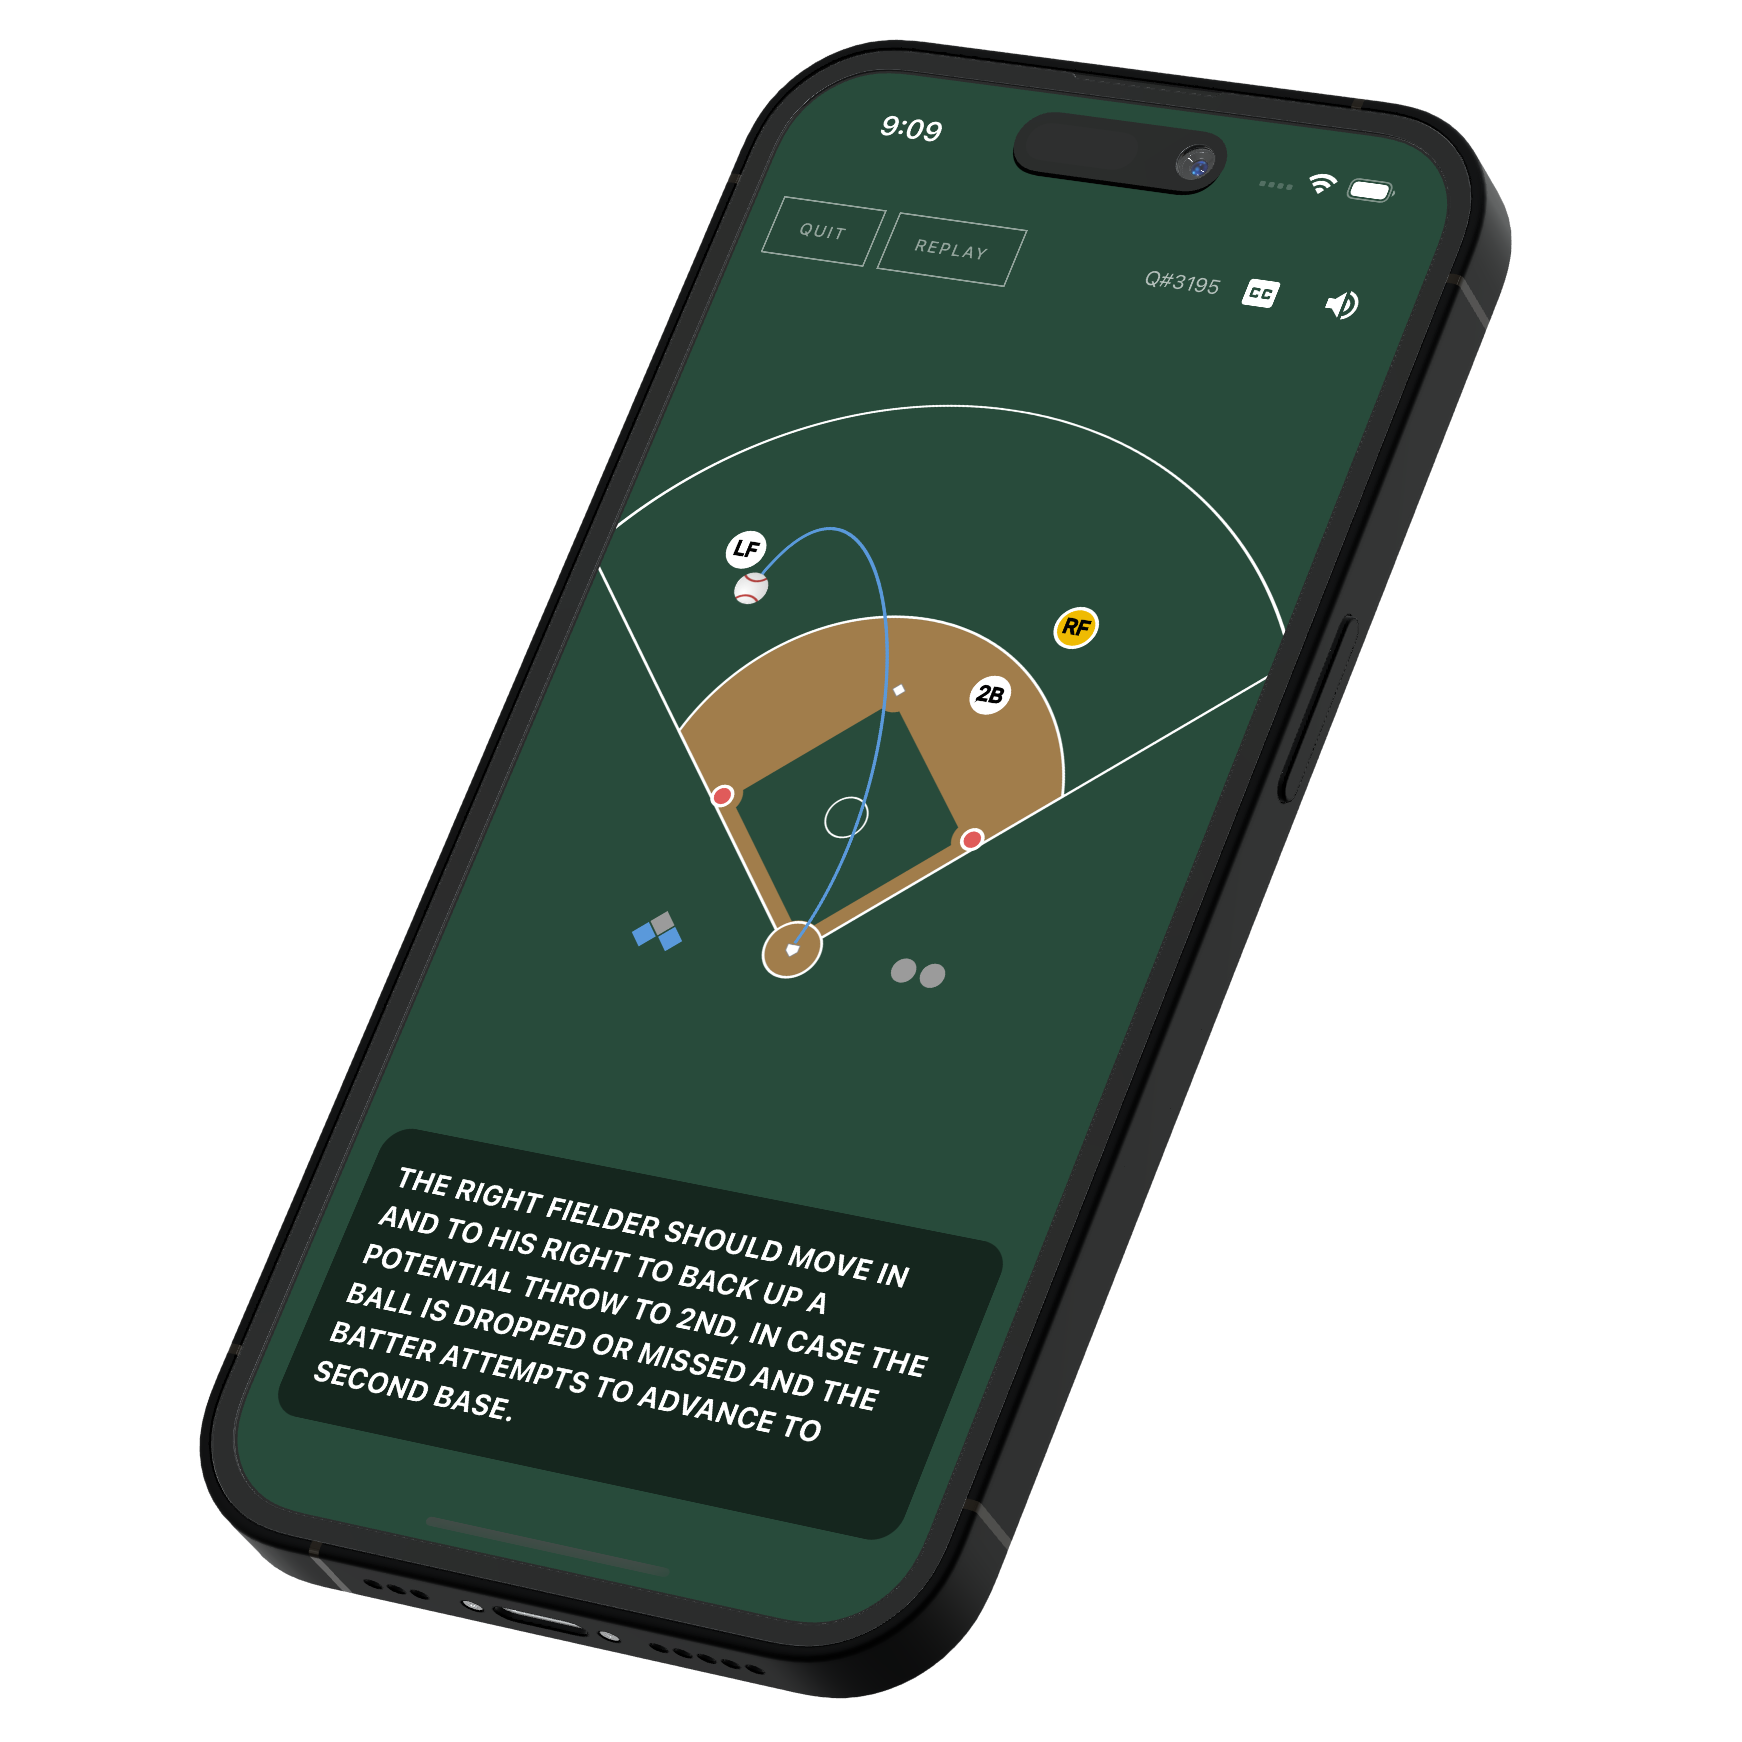 9:09
QUIT
REPLAY
Q#3195
CC
LF
RF
2B
THE RIGHT FIELDER SHOULD MOVE IN
AND TO HIS RIGHT TO BACK UP A
POTENTIAL THROW TO 2ND, IN CASE THE
BALL IS DROPPED OR MISSED AND THE
BATTER ATTEMPTS TO ADVANCE TO
SECOND BASE.